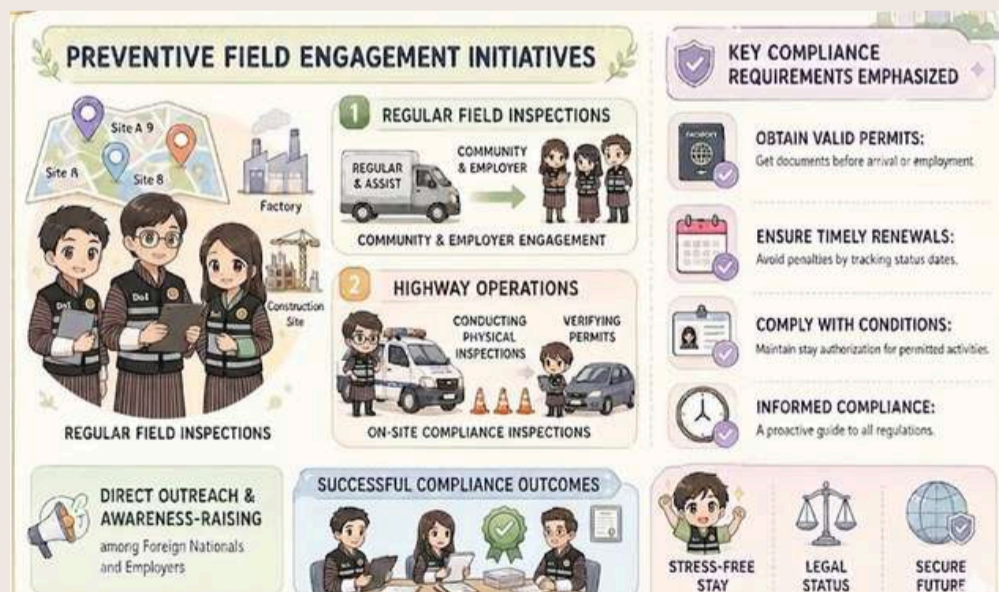 PREVENTIVE FIELD ENGAGEMENT INITIATIVES
Site A 9
Site A
Site 8
Factory
Construction
Site
DoI
DoI
DoI
REGULAR FIELD INSPECTIONS
1 REGULAR FIELD INSPECTIONS
REGULAR
& ASSIST
COMMUNITY
& EMPLOYER
COMMUNITY & EMPLOYER ENGAGEMENT
2 HIGHWAY OPERATIONS
CONDUCTING
PHYSICAL
INSPECTIONS
VERIFYING
PERMITS
ON-SITE COMPLIANCE INSPECTIONS
KEY COMPLIANCE
REQUIREMENTS EMPHASIZED
OBTAIN VALID PERMITS:
Get documents before arrival or employment.
ENSURE TIMELY RENEWALS:
Avoid penalties by tracking status dates.
COMPLY WITH CONDITIONS:
Maintain stay authorization for permitted activities.
INFORMED COMPLIANCE:
A proactive guide to all regulations.
DIRECT OUTREACH &
AWARENESS-RAISING
among Foreign Nationals
and Employers
SUCCESSFUL COMPLIANCE OUTCOMES
STRESS-FREE
STAY
LEGAL
STATUS
SECURE
FUTURE